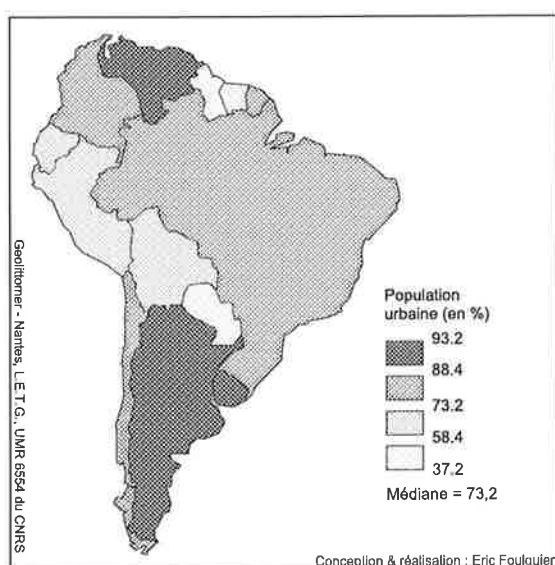 Geolittomer - Nantes, L.E.T.G., UMR 6554 du CNRS
Population
urbaine (en %)
93.2
88.4
73.2
58.4
37.2
Médiane = 73,2
Conception & réalisation : Eric Foulquier